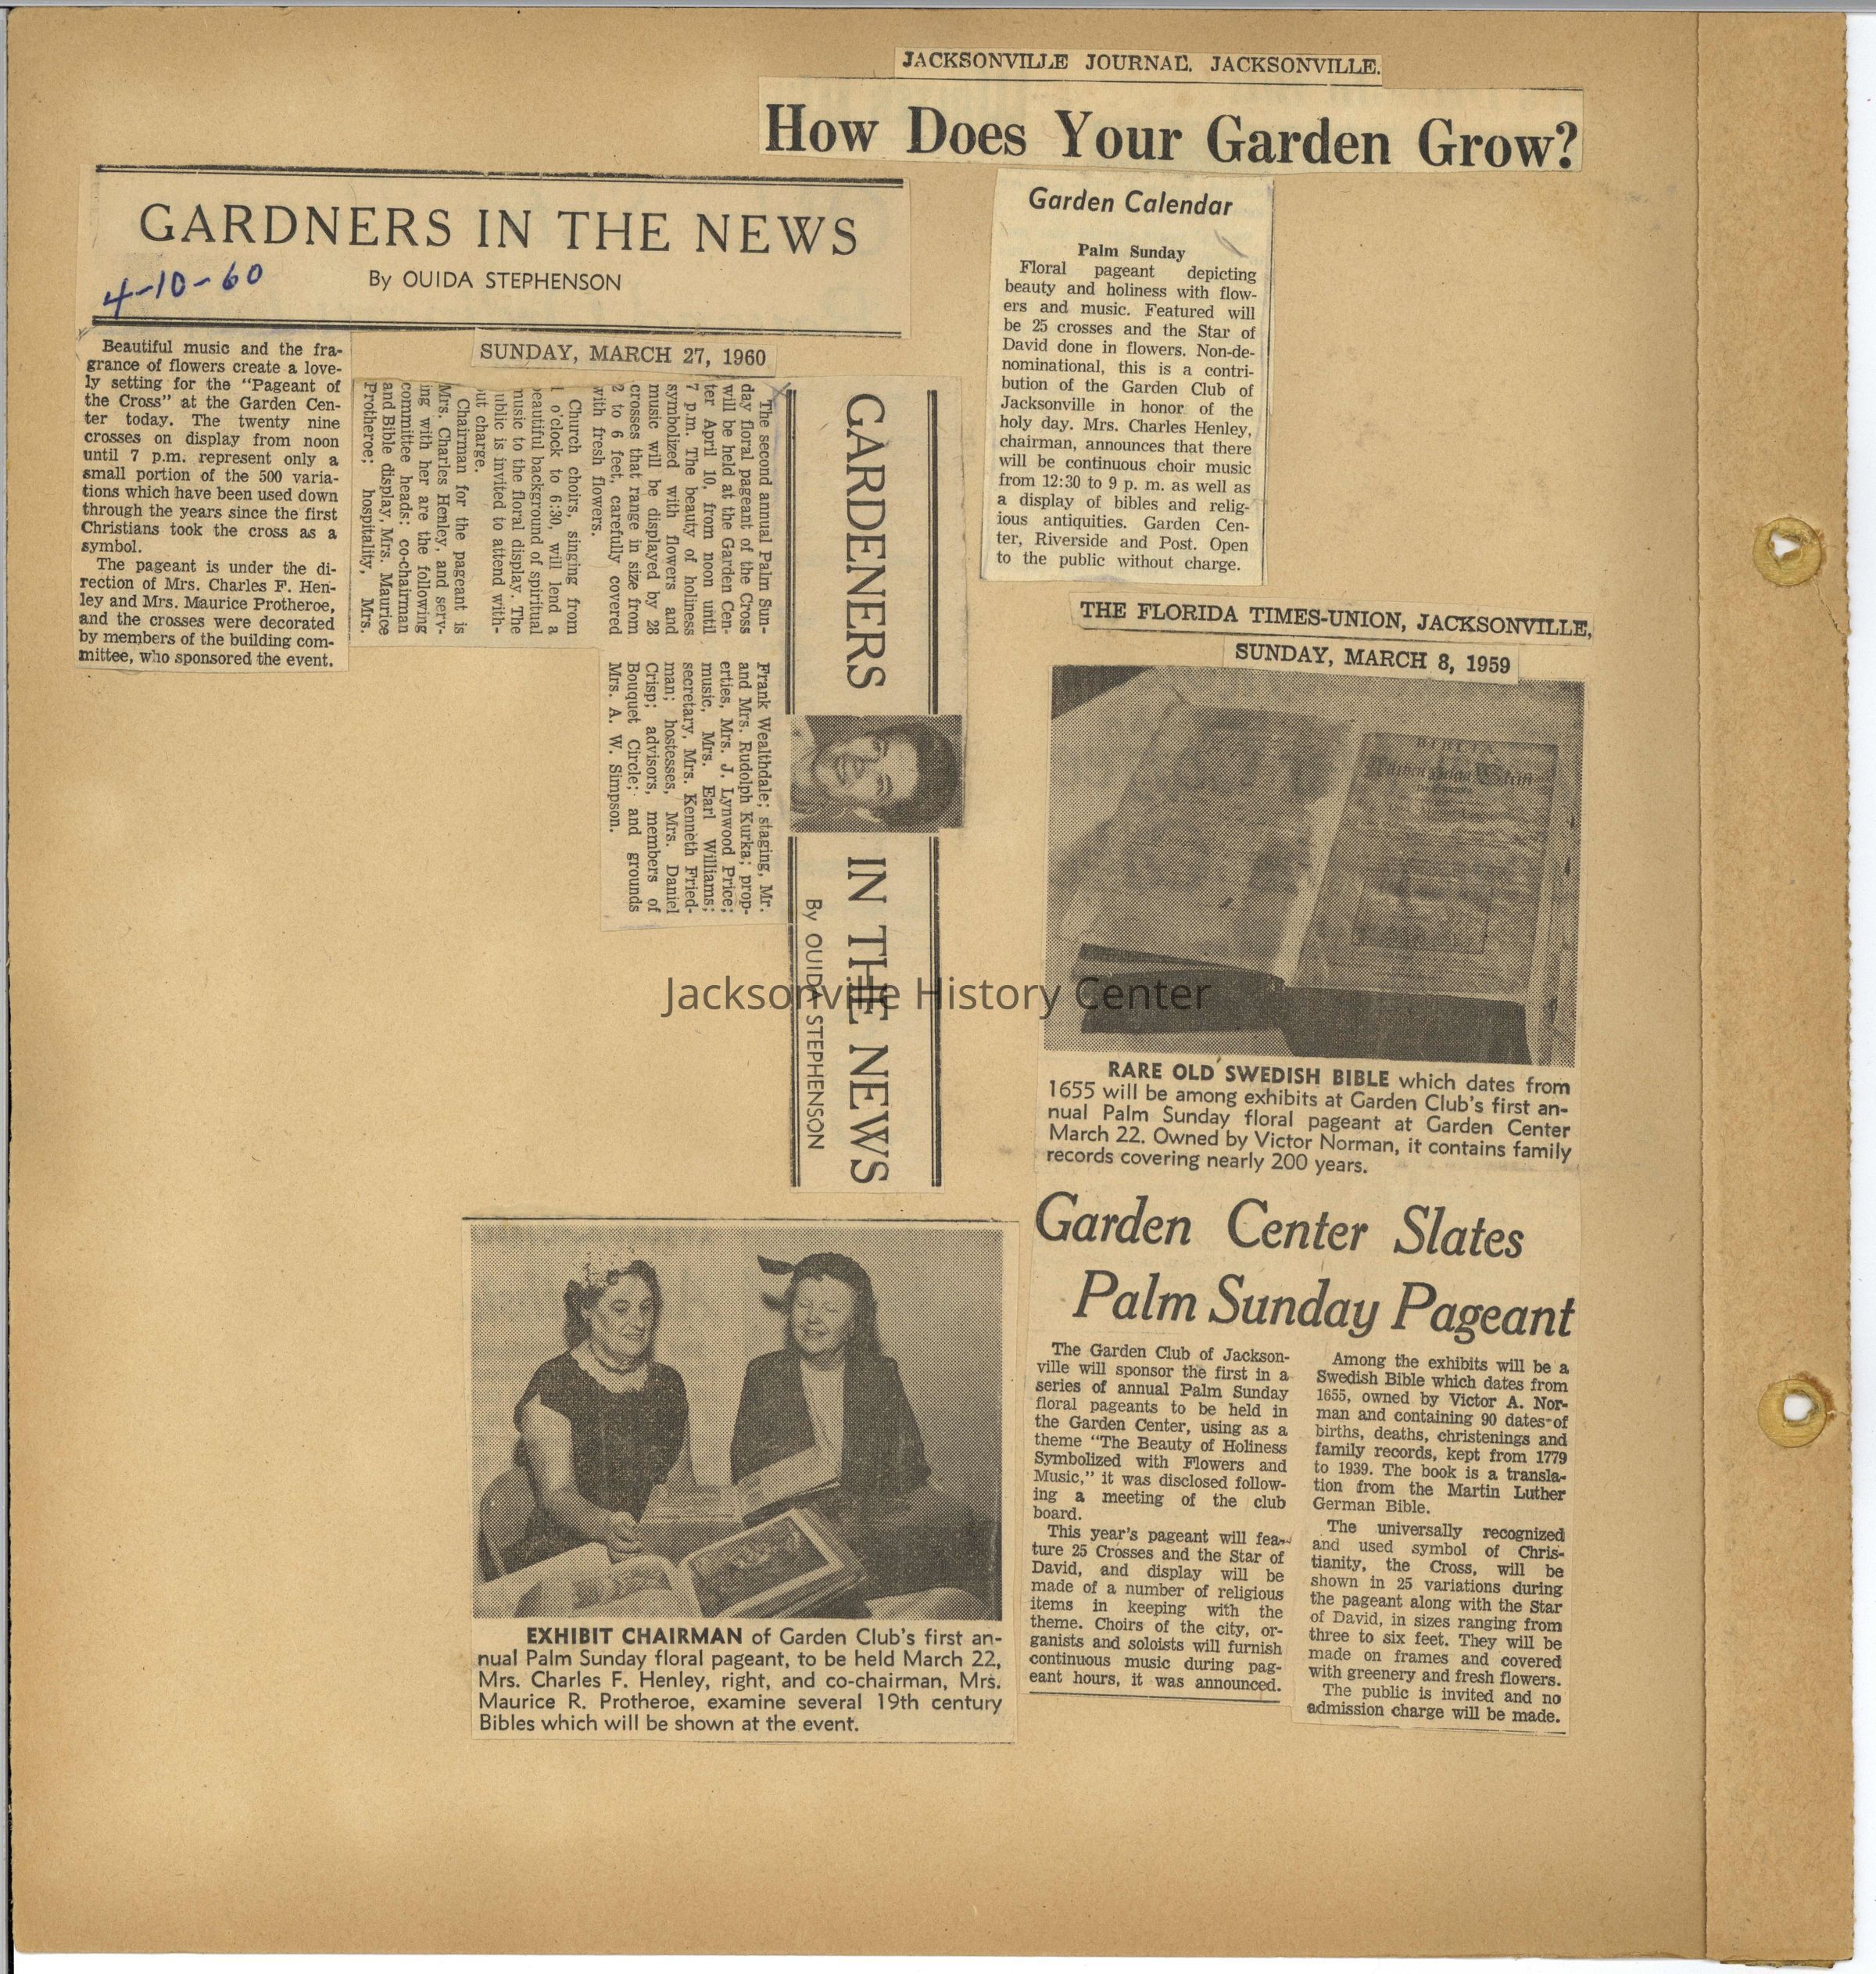 JACKSONVILLE JOURNAL. JACKSONVILLE.
How Does Your Garden Grow?
GARDNERS IN THE NEWS
4-10-60
By OUIDA STEPHENSON
Beautiful music and the fra-
grance of flowers create a love-
ly setting for the "Pageant of
the Cross" at the Garden Cen-
ter today. The twenty nine
crosses on display from noon
until 7 p.m. represent only a
small portion of the 500 varia-
tions which have been used down
through the years since the first
Christians took the cross as a
symbol.
The pageant is under the di-
rection of Mrs. Charles F. Hen-
ley and Mrs. Maurice Protheroe,
and the crosses were decorated
by members of the building com-
mittee, who sponsored the event.
SUNDAY, MARCH 27, 1960
GARDENERS IN THE NEWS
By OUIDA STEPHENSON
The second annual Palm Sun-
day floral pageant of the Cross
will be held at the Garden Cen-
ter April 10, from noon until
7 p.m. The beauty of holiness
symbolized with flowers and
music will be displayed by 28
crosses that range in size from
2 to 6 feet, carefully covered
with fresh flowers.
Church choirs, singing from
1 o'clock to 6:30, will lend a
beautiful background of spiritual
music to the floral display. The
public is invited to attend with-
out charge.
Chairman for the pageant is
Mrs. Charles Henley, and serv-
ing with her are the following
committee heads: co-chairman
and Bible display, Mrs. Maurice
Protheroe; hospitality, Mrs.
Frank Wealthdale; staging, Mr.
and Mrs. Rudolph Kurka; prop-
erties, Mrs. J. Lynwood Price;
music, Mrs. Earl Williams;
secretary, Mrs. Kenneth Fried-
man; hostesses, Mrs. Daniel
Crisp; advisors, members of
Bouquet Circle; and grounds
Mrs. A. W. Simpson.
Garden Calendar
Palm Sunday
Floral pageant depicting
beauty and holiness with flow-
ers and music. Featured will
be 25 crosses and the Star of
David done in flowers. Non-de-
nominational, this is a contri-
bution of the Garden Club of
Jacksonville in honor of the
holy day. Mrs. Charles Henley,
chairman, announces that there
will be continuous choir music
from 12:30 to 9 p. m. as well as
a display of bibles and relig-
ious antiquities. Garden Cen-
ter, Riverside and Post. Open
to the public without charge.
THE FLORIDA TIMES-UNION, JACKSONVILLE,
SUNDAY, MARCH 8, 1959
BIBLIA
RARE OLD SWEDISH BIBLE which dates from
1655 will be among exhibits at Garden Club's first an-
nual Palm Sunday floral pageant at Garden Center
March 22. Owned by Victor Norman, it contains family
records covering nearly 200 years.
Garden Center Slates
Palm Sunday Pageant
The Garden Club of Jackson-
ville will sponsor the first in a
series of annual Palm Sunday
floral pageants to be held in
the Garden Center, using as a
theme "The Beauty of Holiness
Symbolized with Flowers and
Music," it was disclosed follow-
ing a meeting of the club
board.
This year's pageant will fea-
ture 25 Crosses and the Star of
David, and display will be
made of a number of religious
items in keeping with the
theme. Choirs of the city, or-
ganists and soloists will furnish
continuous music during pag-
eant hours, it was announced.
Among the exhibits will be a
Swedish Bible which dates from
1655, owned by Victor A. Nor-
man and containing 90 dates of
births, deaths, christenings and
family records, kept from 1779
to 1939. The book is a transla-
tion from the Martin Luther
German Bible.
The universally recognized
and used symbol of Chris-
tianity, the Cross, will be
shown in 25 variations during
the pageant along with the Star
of David, in sizes ranging from
three to six feet. They will be
made on frames and covered
with greenery and fresh flowers.
The public is invited and no
admission charge will be made.
EXHIBIT CHAIRMAN of Garden Club's first an-
nual Palm Sunday floral pageant, to be held March 22,
Mrs. Charles F. Henley, right, and co-chairman, Mrs.
Maurice R. Protheroe, examine several 19th century
Bibles which will be shown at the event.
Jacksonville History Center